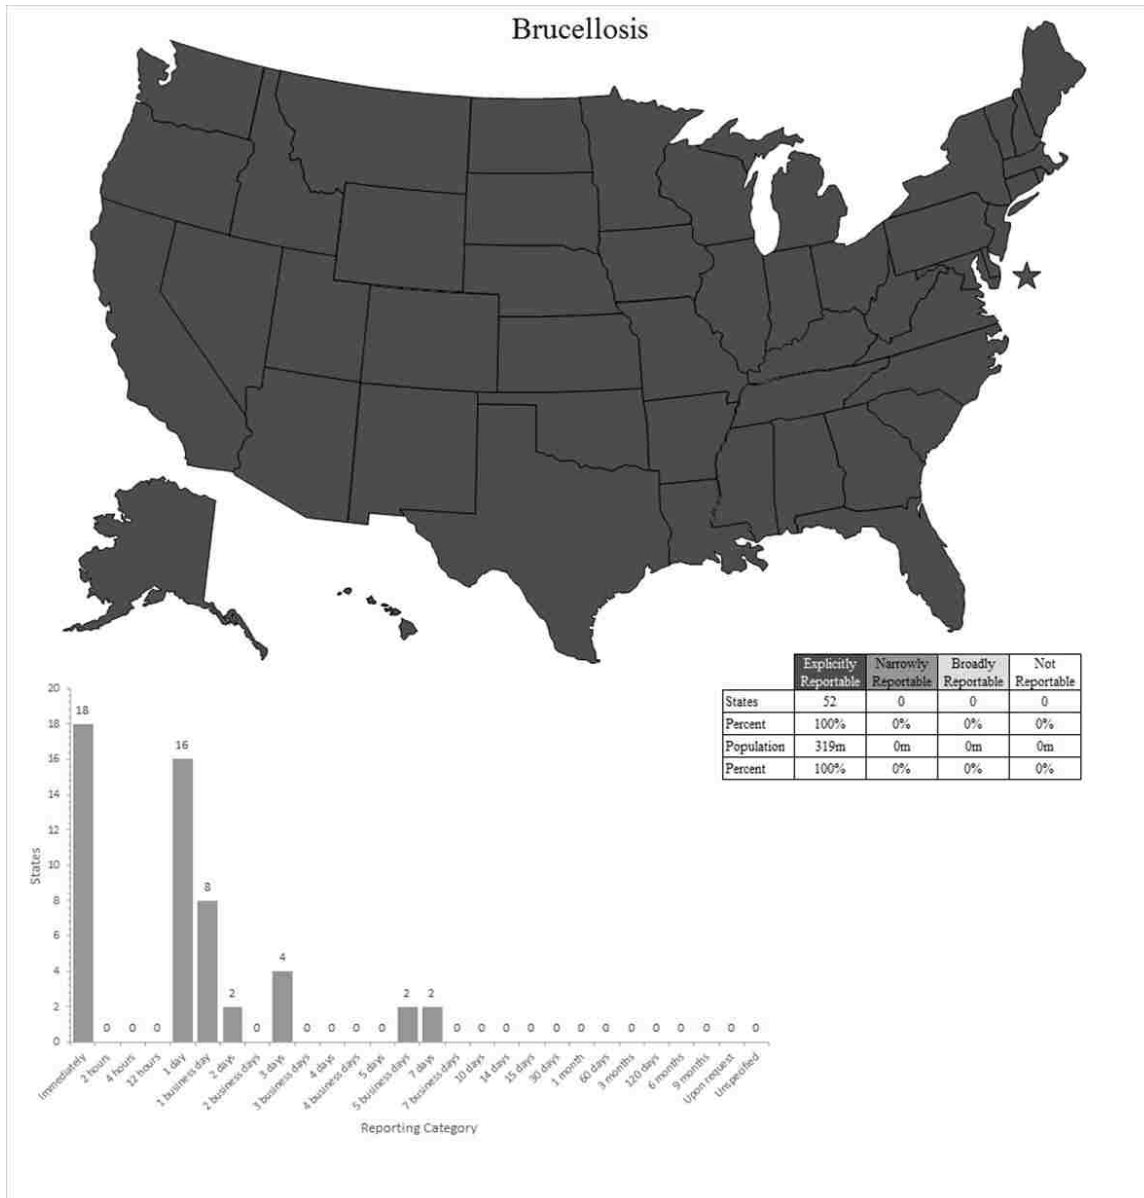 Brucellosis
Explicitly Reportable Narrowly Reportable Broadly Reportable Not Reportable
States 52 0 0 0
Percent 100% 0% 0% 0%
Population 319m 0m 0m 0m
Percent 100% 0% 0% 0%
20
18
16
14
12
10
8
6
4
2
0
States
18 0 0 0 16 8 2 0 4 0 0 0 0 2 2 0 0 0 0 0 0 0 0 0 0 0 0 0
Immediately
2 hours
4 hours
12 hours
1 day
1 business day
2 days
2 business days
3 days
3 business days
4 days
4 business days
5 days
5 business days
7 days
7 business days
10 days
14 days
15 days
30 days
1 month
60 days
3 months
120 days
6 months
9 months
Upon request
Unspecified
Reporting Category